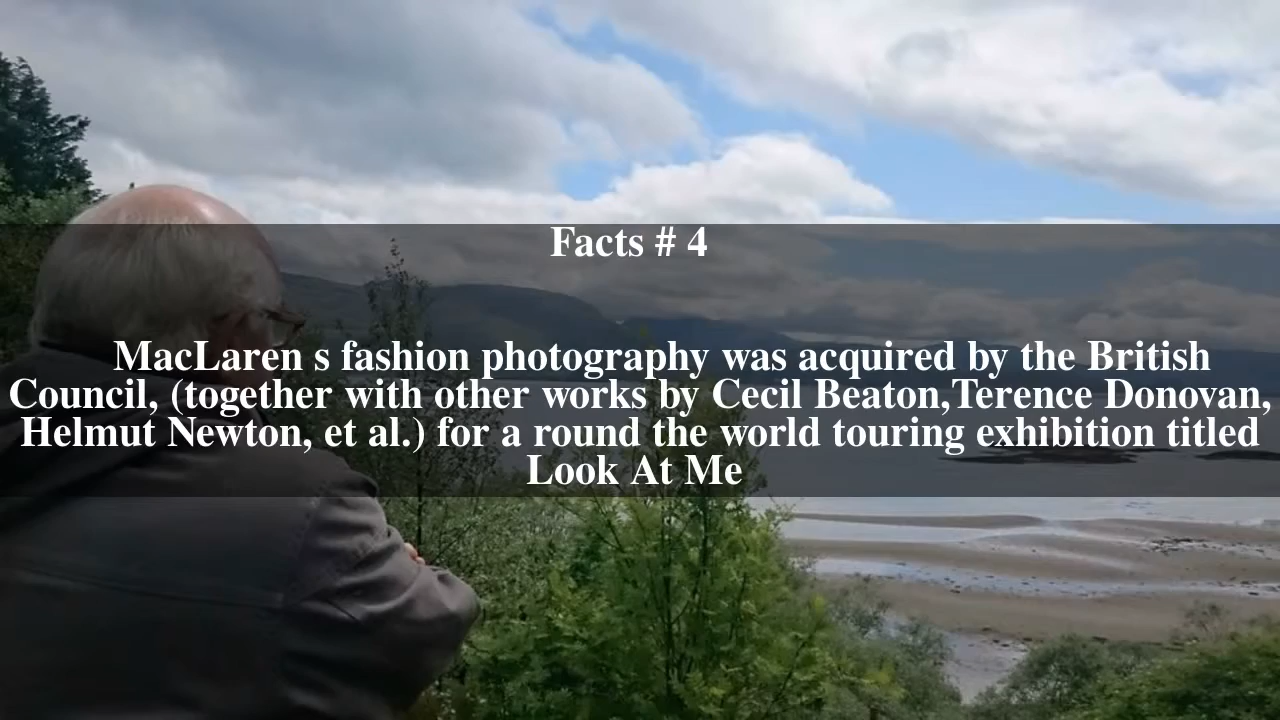 Facts # 4
MacLaren s fashion photography was acquired by the British
Council, (together with other works by Cecil Beaton,Terence Donovan,
Helmut Newton, et al.) for a round the world touring exhibition titled
Look At Me